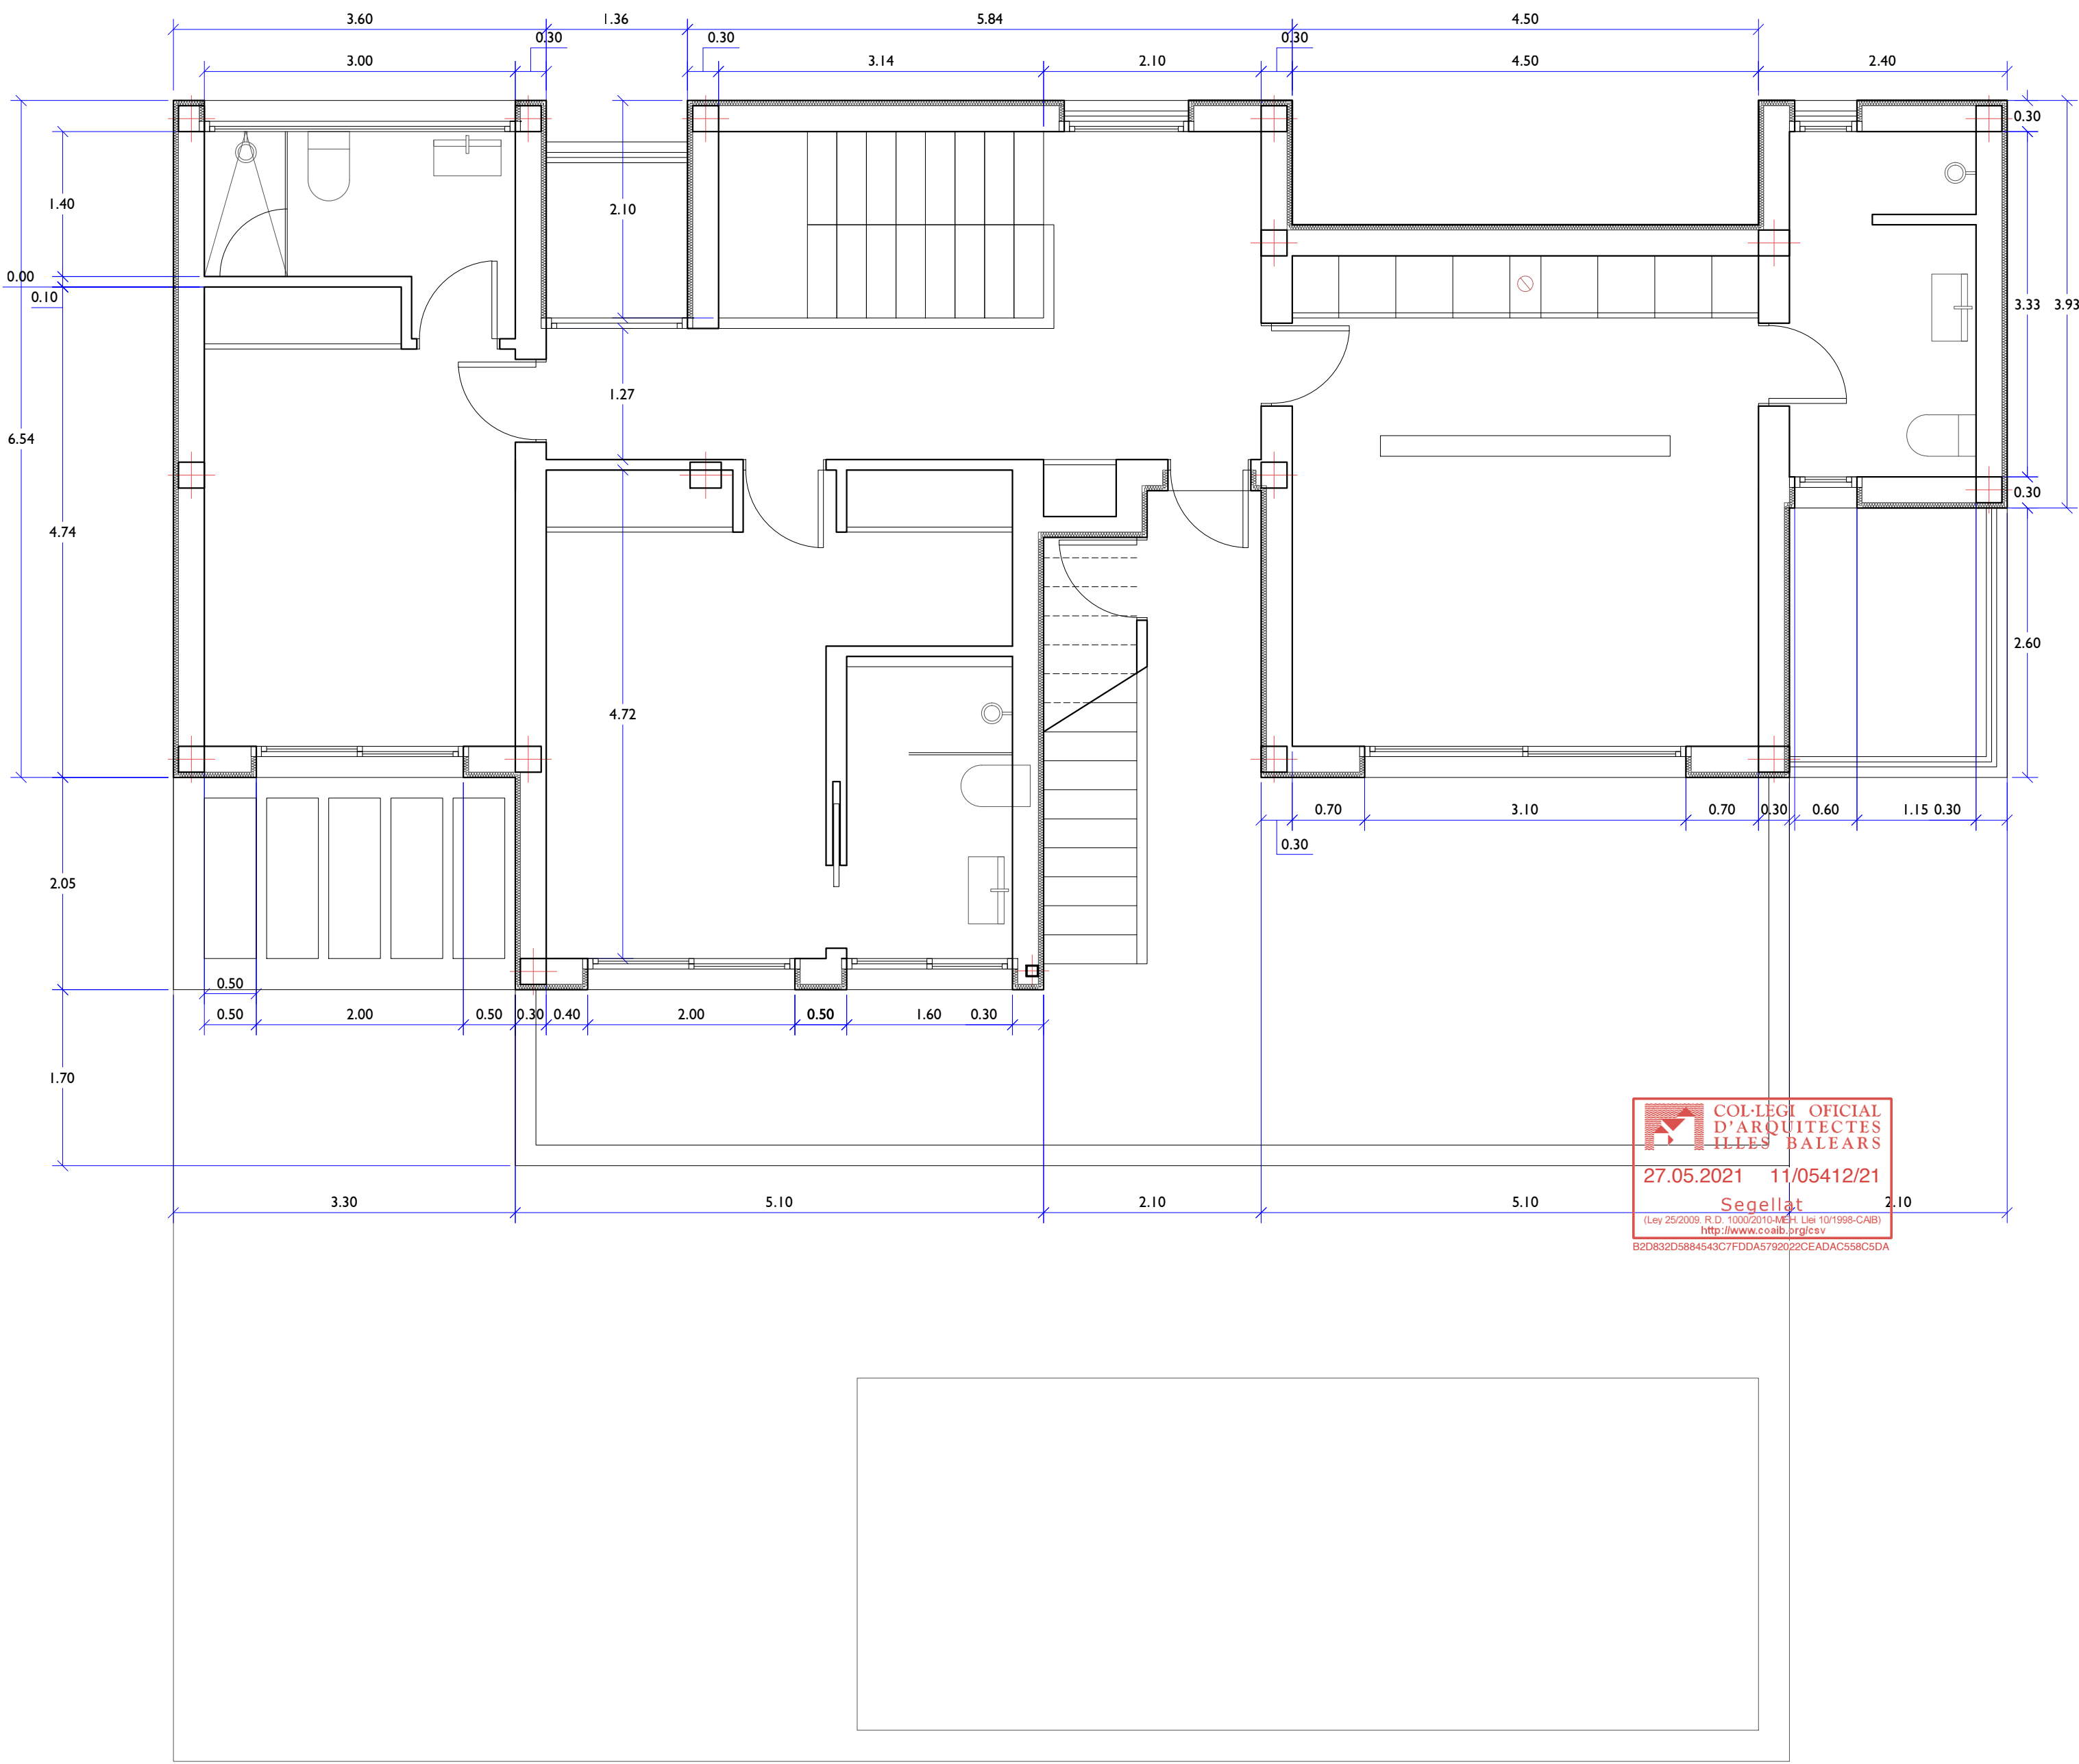 3.60 1.36 5.84 4.50
0.30 0.30 0.30
3.00 3.14 2.10 4.50 2.40
0.30
1.40
2.10
0.00
0.10
3.33 3.93
1.27
6.54
0.30
4.74
2.60
4.72
0.70 3.10 0.70 0.30 0.60 1.15 0.30
0.30
2.05
0.50
0.50 2.00 0.50 0.30 0.40 2.00 0.50 1.60 0.30
1.70
COL·LEGI OFICIAL
D'ARQUITECTES
ILLES BALEARS
27.05.2021 11/05412/21
Segellat
(Ley 25/2009. R.D. 1000/2010-MEH. Llei 10/1998-CAIB)
http://www.coaib.org/csv
B2D832D5884543C7FDDA5792022CEADAC558C5DA
3.30 5.10 2.10 5.10 2.10